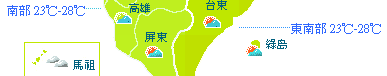 南部 23℃-28℃
高雄
台東
東南部 23℃-28℃
屏東
綠島
馬祖